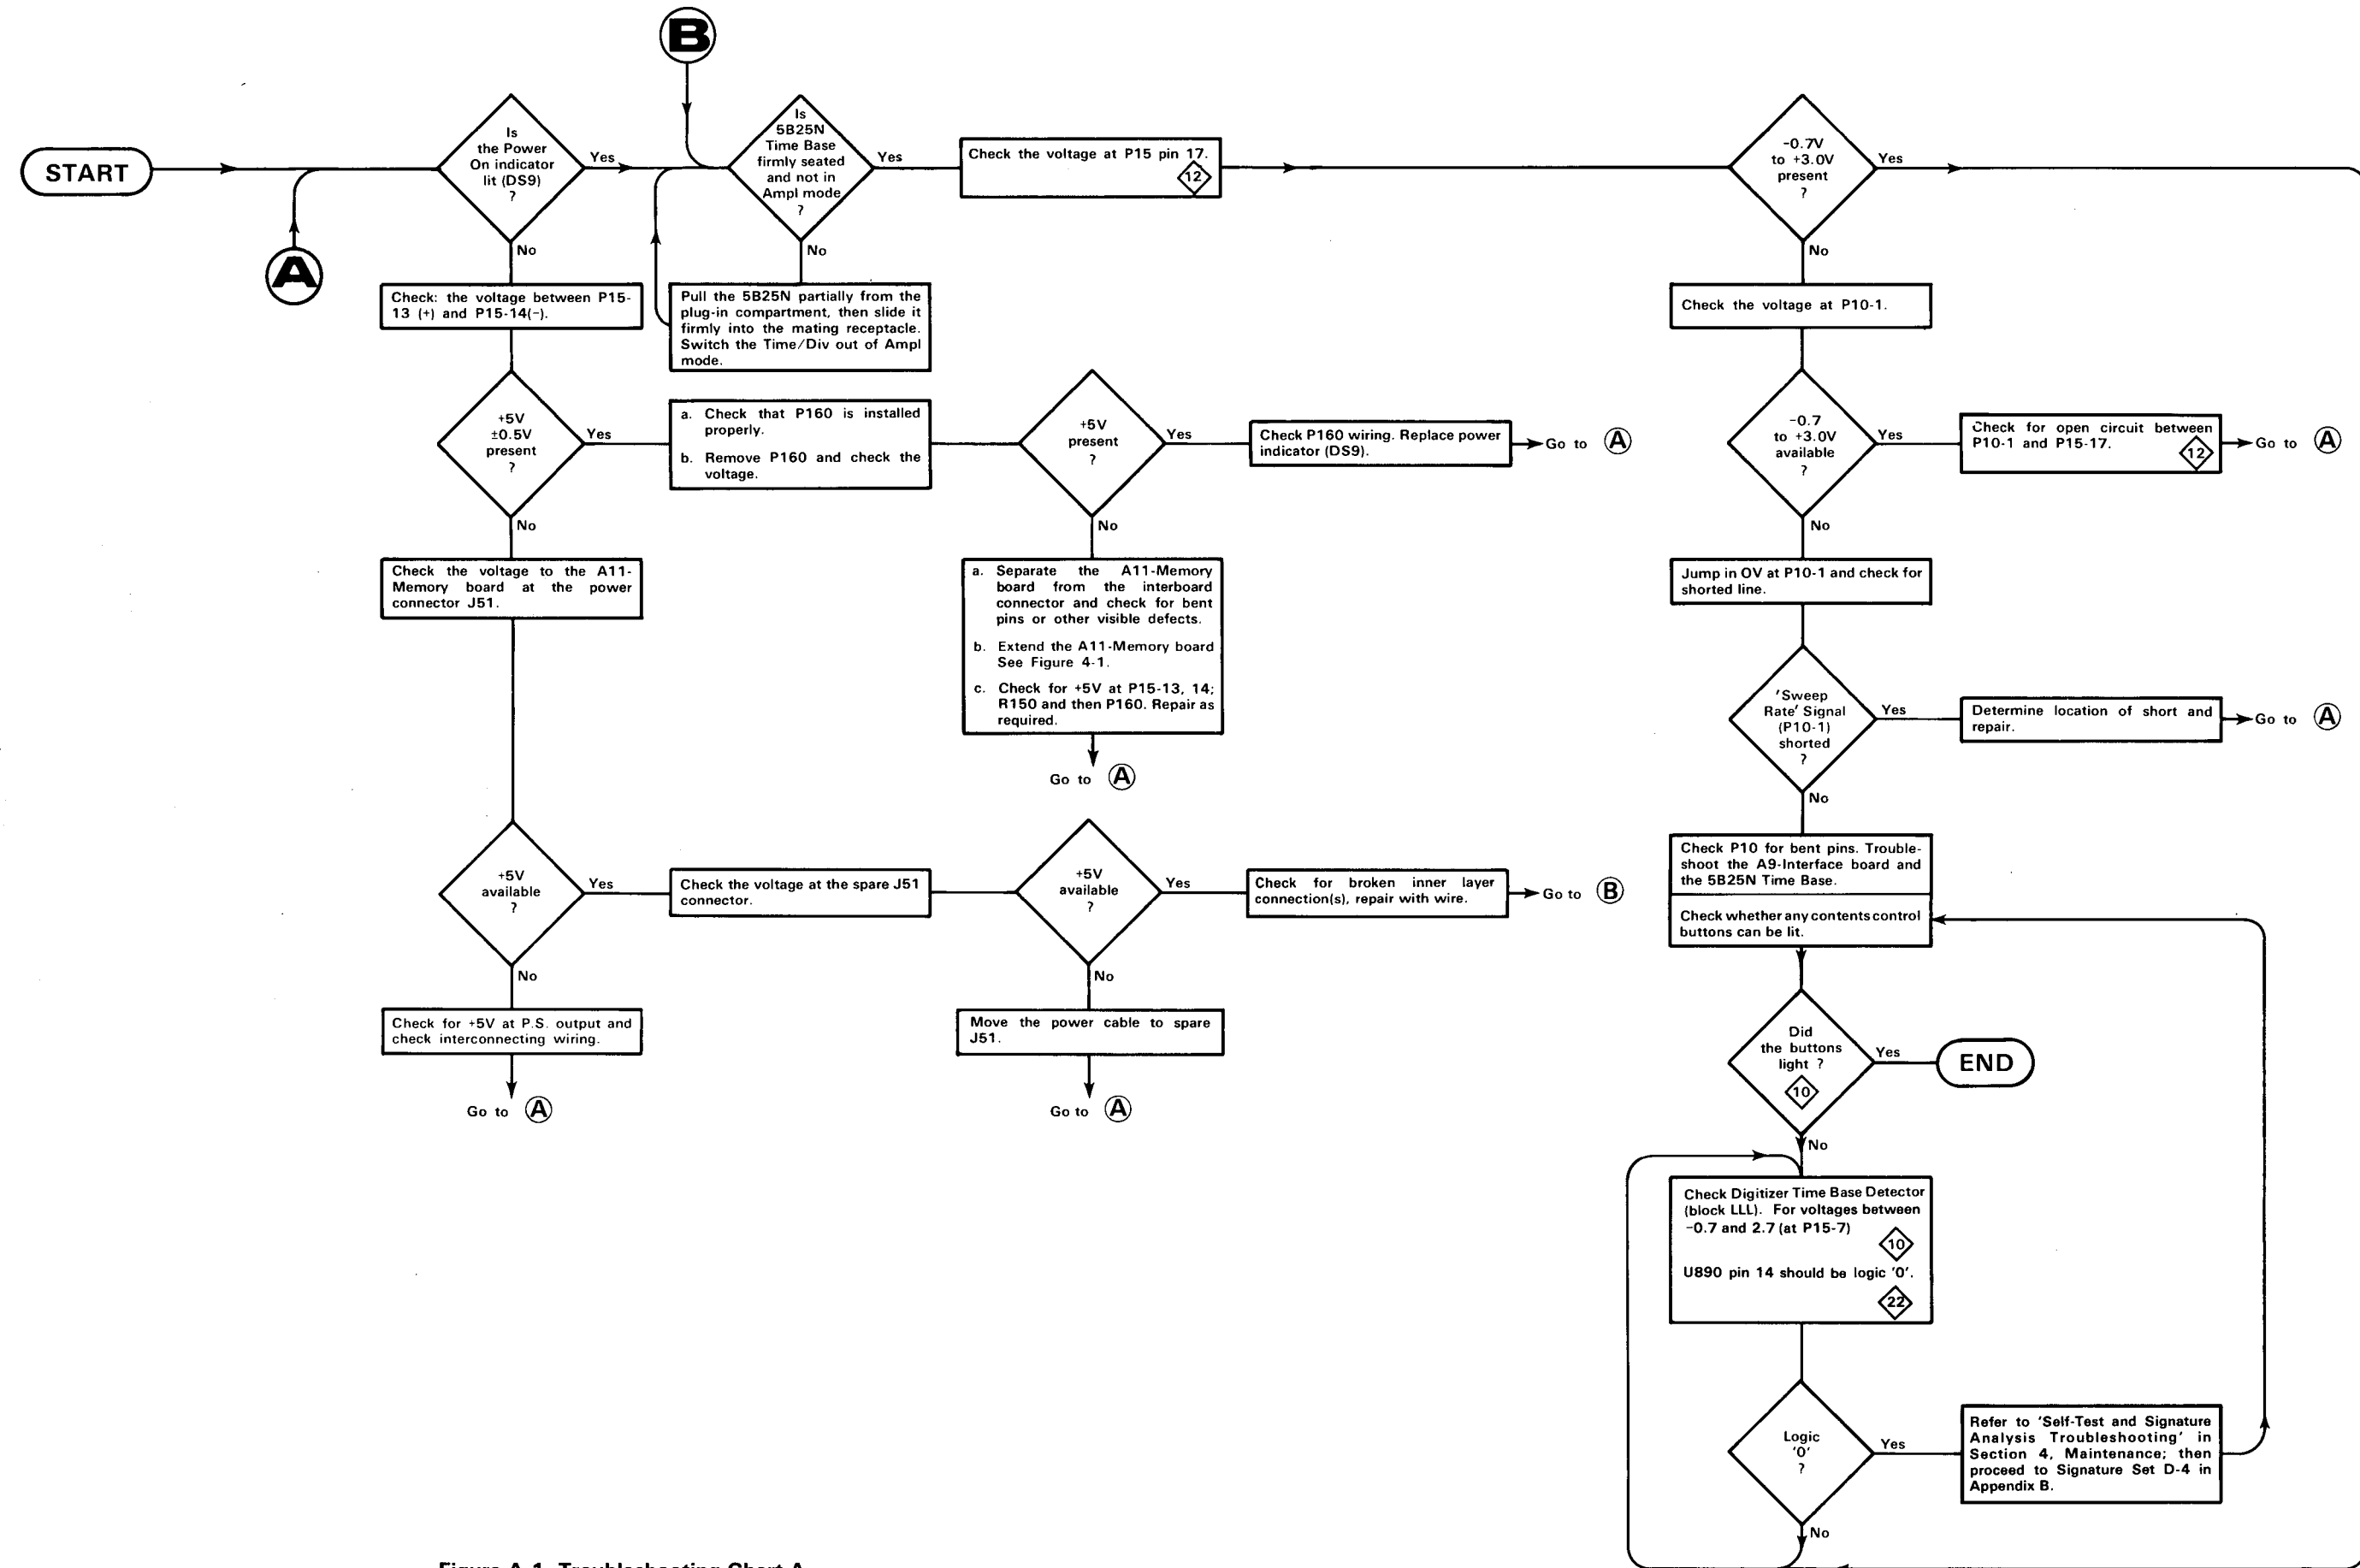 B
START
A
Is
the Power
On indicator
lit (DS9)
?
Yes
No
Is
5B25N
Time Base
firmly seated
and not in
Ampl mode
?
Yes
No
Check the voltage at P15 pin 17.
12
-0.7V
to +3.0V
present
?
Yes
No
Check: the voltage between P15-
13 (+) and P15-14(−).
Pull the 5B25N partially from the
plug-in compartment, then slide it
firmly into the mating receptacle.
Switch the Time/Div out of Ampl
mode.
Check the voltage at P10-1.
+5V
±0.5V
present
?
Yes
No
a. Check that P160 is installed
properly.
b. Remove P160 and check the
voltage.
+5V
present
?
Yes
No
Check P160 wiring. Replace power
indicator (DS9).
Go to A
-0.7
to +3.0V
available
?
Yes
No
Check for open circuit between
P10-1 and P15-17.
12
Go to A
Check the voltage to the A11-
Memory board at the power
connector J51.
a. Separate the A11-Memory
board from the interboard
connector and check for bent
pins or other visible defects.
b. Extend the A11-Memory board
See Figure 4-1.
c. Check for +5V at P15-13, 14;
R150 and then P160. Repair as
required.
Go to A
Jump in OV at P10-1 and check for
shorted line.
'Sweep
Rate' Signal
(P10-1)
shorted
?
Yes
No
Determine location of short and
repair.
Go to A
+5V
available
?
Yes
No
Check the voltage at the spare J51
connector.
+5V
available
?
Yes
No
Check for broken inner layer
connection(s), repair with wire.
Go to B
Check P10 for bent pins. Trouble-
shoot the A9-Interface board and
the 5B25N Time Base.
Check whether any contents control
buttons can be lit.
Check for +5V at P.S. output and
check interconnecting wiring.
Go to A
Move the power cable to spare
J51.
Go to A
Did
the buttons
light ?
10
Yes
No
END
Check Digitizer Time Base Detector
(block LLL). For voltages between
-0.7 and 2.7 (at P15-7)
10
U890 pin 14 should be logic '0'.
22
Logic
'0'
?
Yes
No
Refer to 'Self-Test and Signature
Analysis Troubleshooting' in
Section 4, Maintenance; then
proceed to Signature Set D-4 in
Appendix B.
Figure A-1. Troubleshooting Chart A